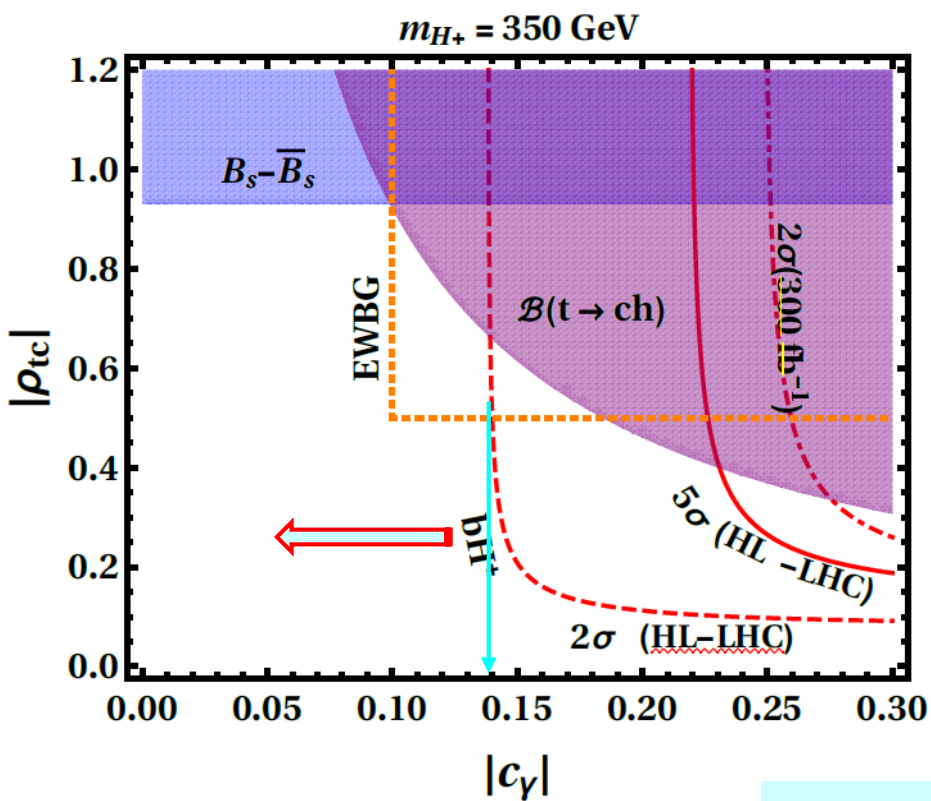 m_{H+} = 350 GeV
1.2
1.0
0.8
0.6
0.4
0.2
0.0
|ρ_{tc}|
B_s–B̅_s
EWBG
ℬ(t → ch)
2σ(300 fb⁻¹)
bH⁺
5σ (HL –LHC)
2σ (HL–LHC)
0.00 0.05 0.10 0.15 0.20 0.25 0.30
|c_γ|